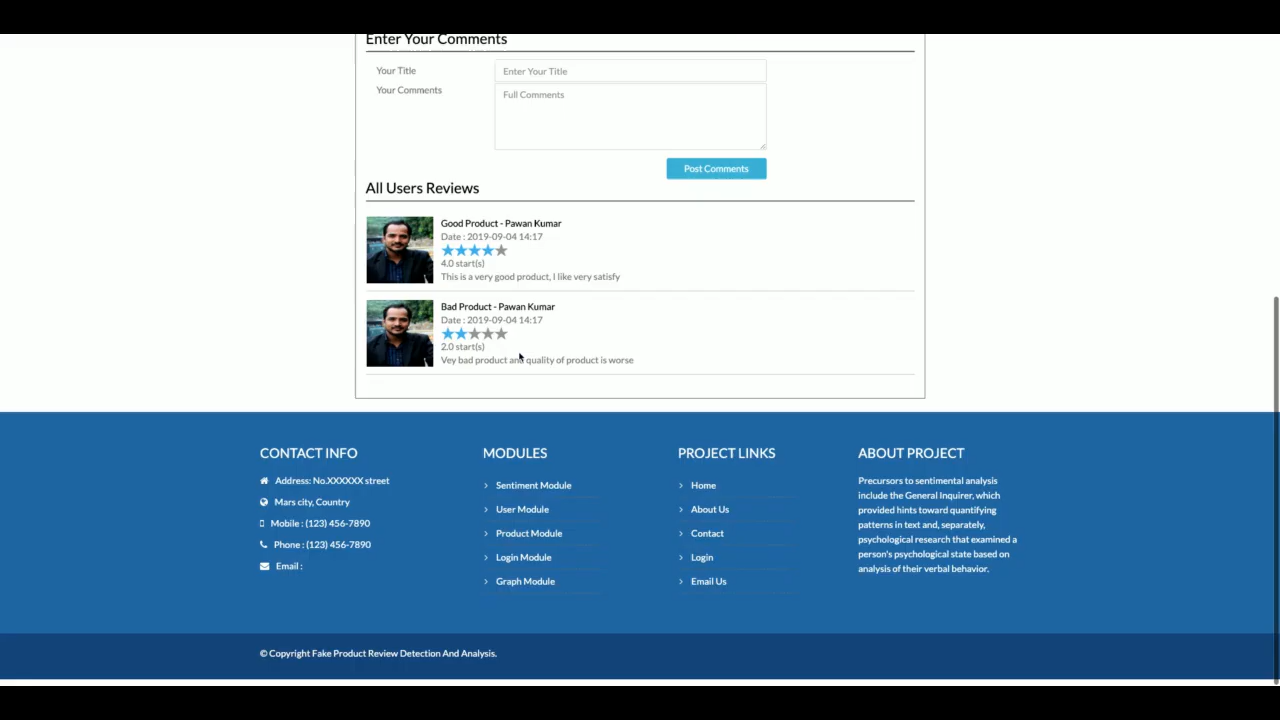 Enter Your Comments
Your Title
Enter Your Title
Your Comments
Full Comments
Post Comments
All Users Reviews
Good Product - Pawan Kumar
Date : 2019-09-04 14:17
4.0 start(s)
This is a very good product, I like very satisfy
Bad Product - Pawan Kumar
Date : 2019-09-04 14:17
2.0 start(s)
Vey bad product and quality of product is worse
CONTACT INFO
Address: No.XXXXXX street
Mars city, Country
Mobile : (123) 456-7890
Phone : (123) 456-7890
Email :
MODULES
Sentiment Module
User Module
Product Module
Login Module
Graph Module
PROJECT LINKS
Home
About Us
Contact
Login
Email Us
ABOUT PROJECT
Precursors to sentimental analysis
include the General Inquirer, which
provided hints toward quantifying
patterns in text and, separately,
psychological research that examined a
person's psychological state based on
analysis of their verbal behavior.
© Copyright Fake Product Review Detection And Analysis.